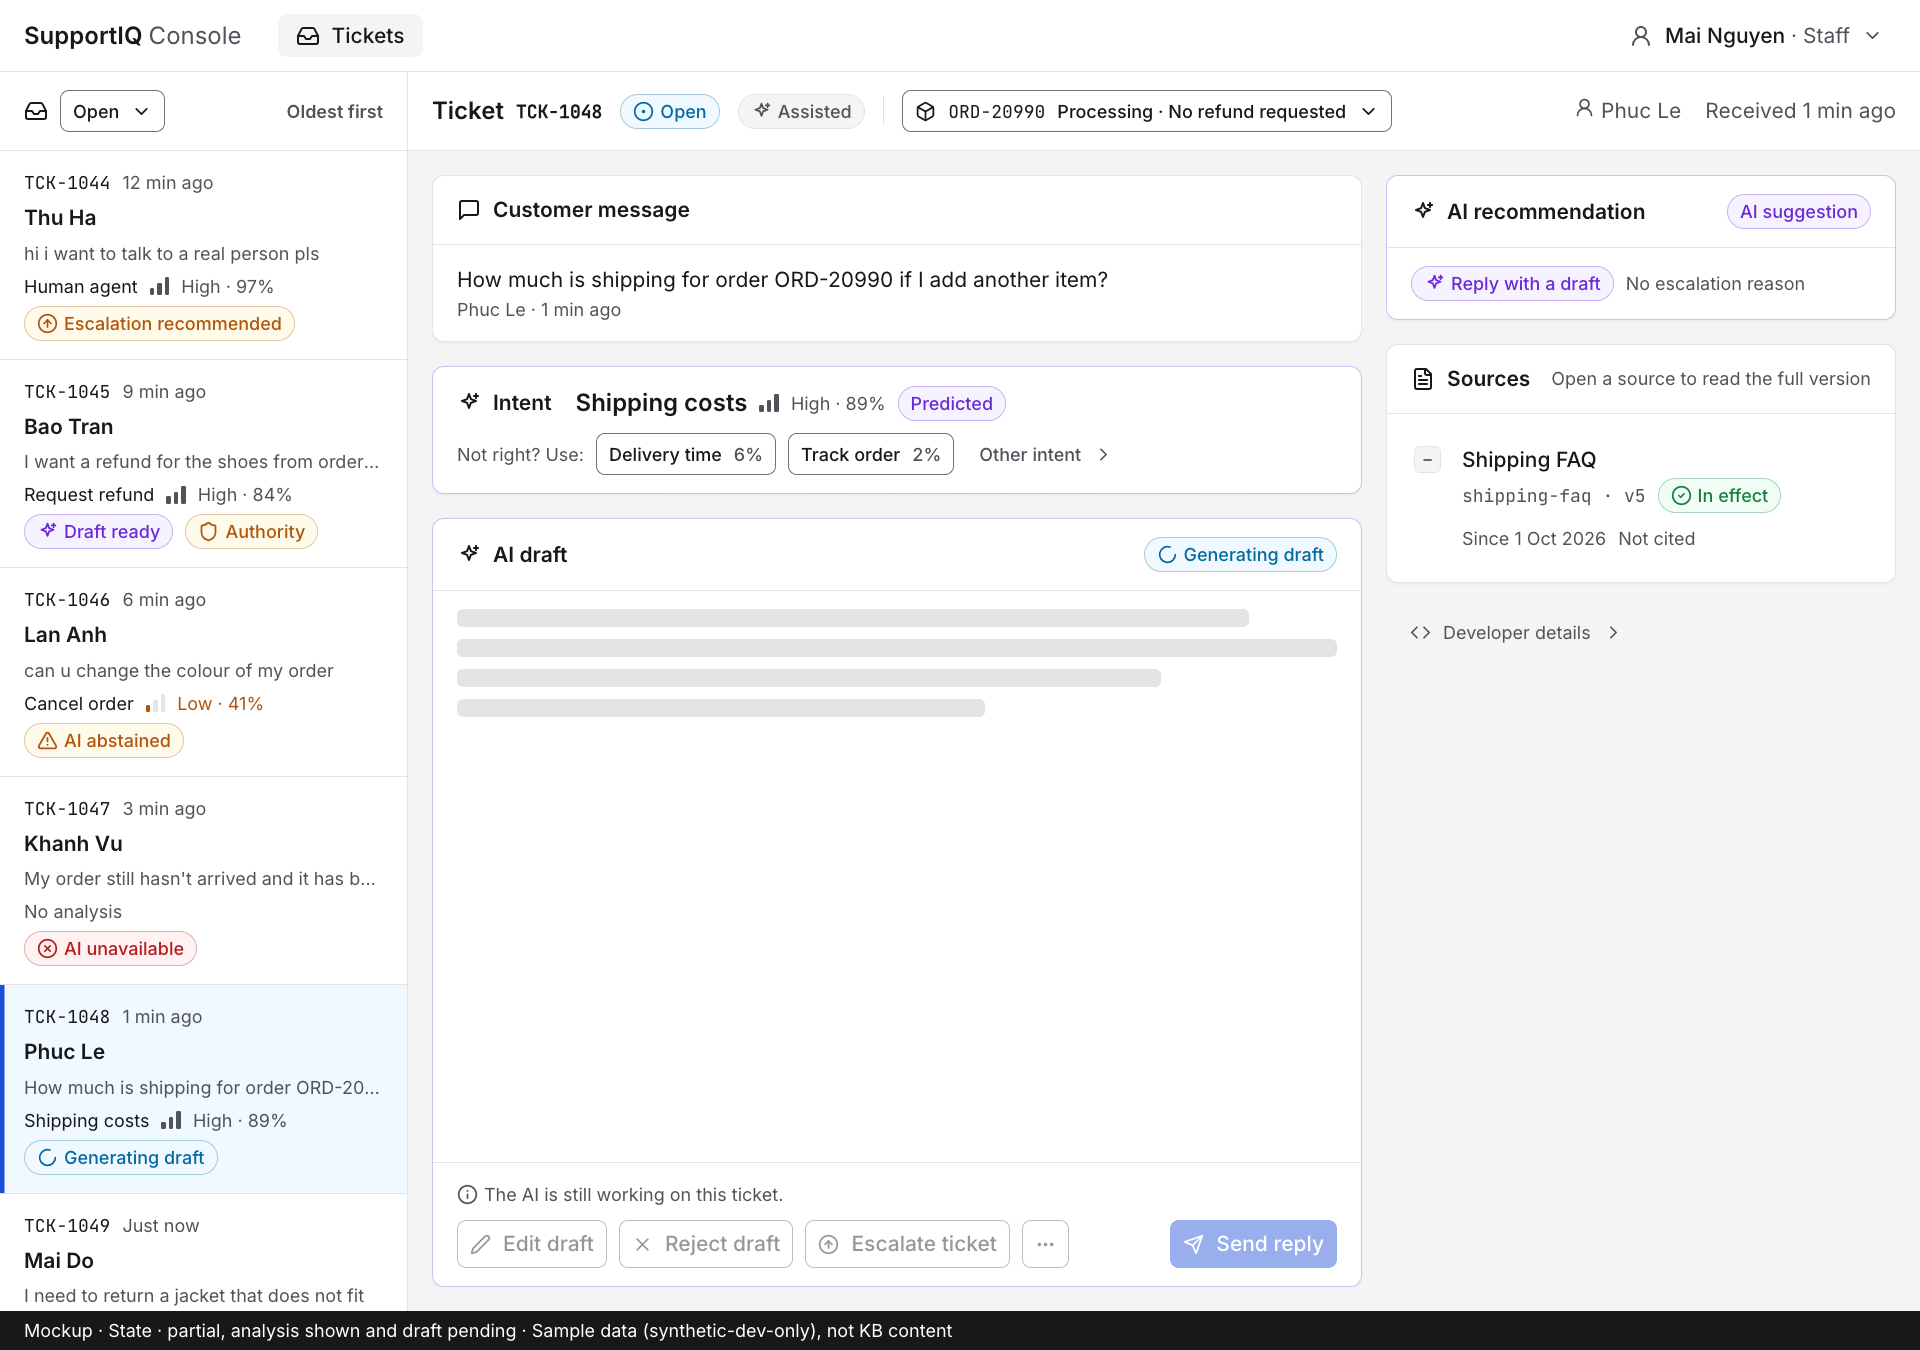 SupportIQ Console
Tickets
Mai Nguyen · Staff
Open
Oldest first
Ticket TCK-1048
Open
Assisted
ORD-20990 Processing · No refund requested
Phuc Le
Received 1 min ago
TCK-1044 12 min ago
Thu Ha
hi i want to talk to a real person pls
Human agent High · 97%
Escalation recommended
TCK-1045 9 min ago
Bao Tran
I want a refund for the shoes from order...
Request refund High · 84%
Draft ready
Authority
TCK-1046 6 min ago
Lan Anh
can u change the colour of my order
Cancel order Low · 41%
AI abstained
TCK-1047 3 min ago
Khanh Vu
My order still hasn't arrived and it has b...
No analysis
AI unavailable
TCK-1048 1 min ago
Phuc Le
How much is shipping for order ORD-20...
Shipping costs High · 89%
Generating draft
TCK-1049 Just now
Mai Do
I need to return a jacket that does not fit
Customer message
How much is shipping for order ORD-20990 if I add another item?
Phuc Le · 1 min ago
Intent Shipping costs High · 89% Predicted
Not right? Use: Delivery time 6% Track order 2% Other intent
AI draft
Generating draft
The AI is still working on this ticket.
Edit draft
Reject draft
Escalate ticket
Send reply
AI recommendation
AI suggestion
Reply with a draft
No escalation reason
Sources
Open a source to read the full version
Shipping FAQ
shipping-faq · v5 In effect
Since 1 Oct 2026 Not cited
Developer details
Mockup · State · partial, analysis shown and draft pending · Sample data (synthetic-dev-only), not KB content